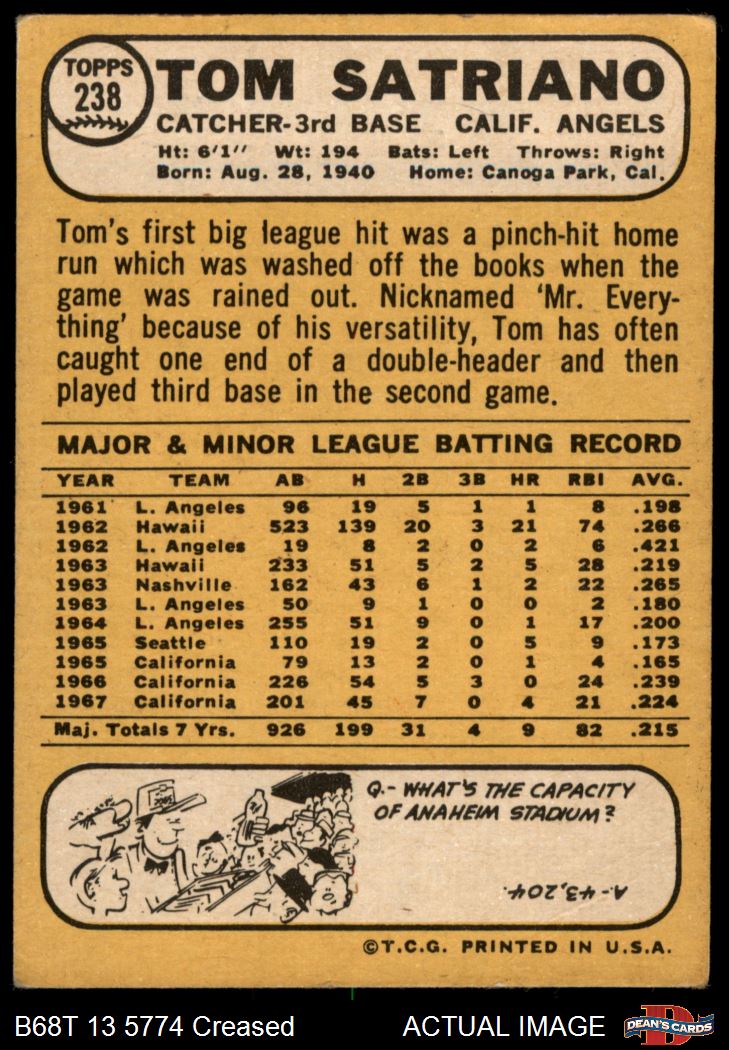 TOPPS
238
TOM SATRIANO
CATCHER-3rd BASE CALIF. ANGELS
Ht: 6'1" Wt: 194 Bats: Left Throws: Right
Born: Aug. 28, 1940 Home: Canoga Park, Cal.
Tom's first big league hit was a pinch-hit home
run which was washed off the books when the
game was rained out. Nicknamed 'Mr. Every-
thing' because of his versatility, Tom has often
caught one end of a double-header and then
played third base in the second game.
MAJOR & MINOR LEAGUE BATTING RECORD
YEAR TEAM AB H 2B 3B HR RBI AVG.
1961 L. Angeles 96 19 5 1 1 8 .198
1962 Hawaii 523 139 20 3 21 74 .266
1962 L. Angeles 19 8 2 0 2 6 .421
1963 Hawaii 233 51 5 2 5 28 .219
1963 Nashville 162 43 6 1 2 22 .265
1963 L. Angeles 50 9 1 0 0 2 .180
1964 L. Angeles 255 51 9 0 1 17 .200
1965 Seattle 110 19 2 0 5 9 .173
1965 California 79 13 2 0 1 4 .165
1966 California 226 54 5 3 0 24 .239
1967 California 201 45 7 0 4 21 .224
Maj. Totals 7 Yrs. 926 199 31 4 9 82 .215
Q.- WHAT'S THE CAPACITY
OF ANAHEIM STADIUM?
A.-43,204.
©T.C.G. PRINTED IN U.S.A.
B68T 13 5774 Creased ACTUAL IMAGE
DEAN'S CARDS